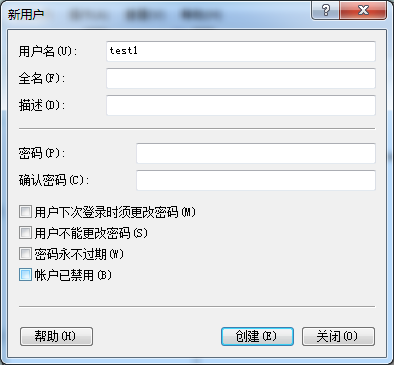 新用户
用户名(U): test1
全名(F):
描述(D):
密码(P):
确认密码(C):
用户下次登录时须更改密码(M)
用户不能更改密码(S)
密码永不过期(W)
帐户已禁用(B)
帮助(H) 创建(E) 关闭(O)